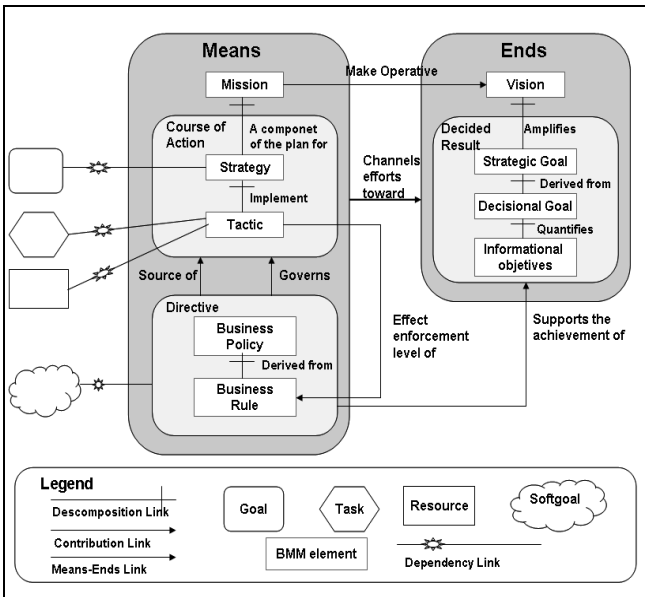 Means
Ends
Mission
Make Operative
Vision
Course of
Action
A componet
of the plan for
Decided
Result
Amplifies
Strategy
Channels
efforts
toward
Strategic Goal
Implement
Derived from
Tactic
Decisional Goal
Quantifies
Informational
objetives
Source of
Governs
Directive
Business
Policy
Derived from
Business
Rule
Effect
enforcement
level of
Supports the
achievement of
Legend
Descomposition Link
Contribution Link
Means-Ends Link
Goal
Task
Resource
Softgoal
BMM element
Dependency Link